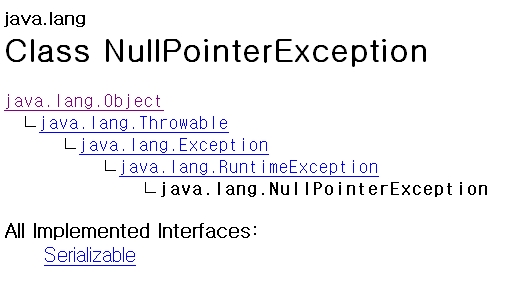 java.lang
Class NullPointerException
java.lang.Object
java.lang.Throwable
java.lang.Exception
java.lang.RuntimeException
java.lang.NullPointerException
All Implemented Interfaces:
Serializable